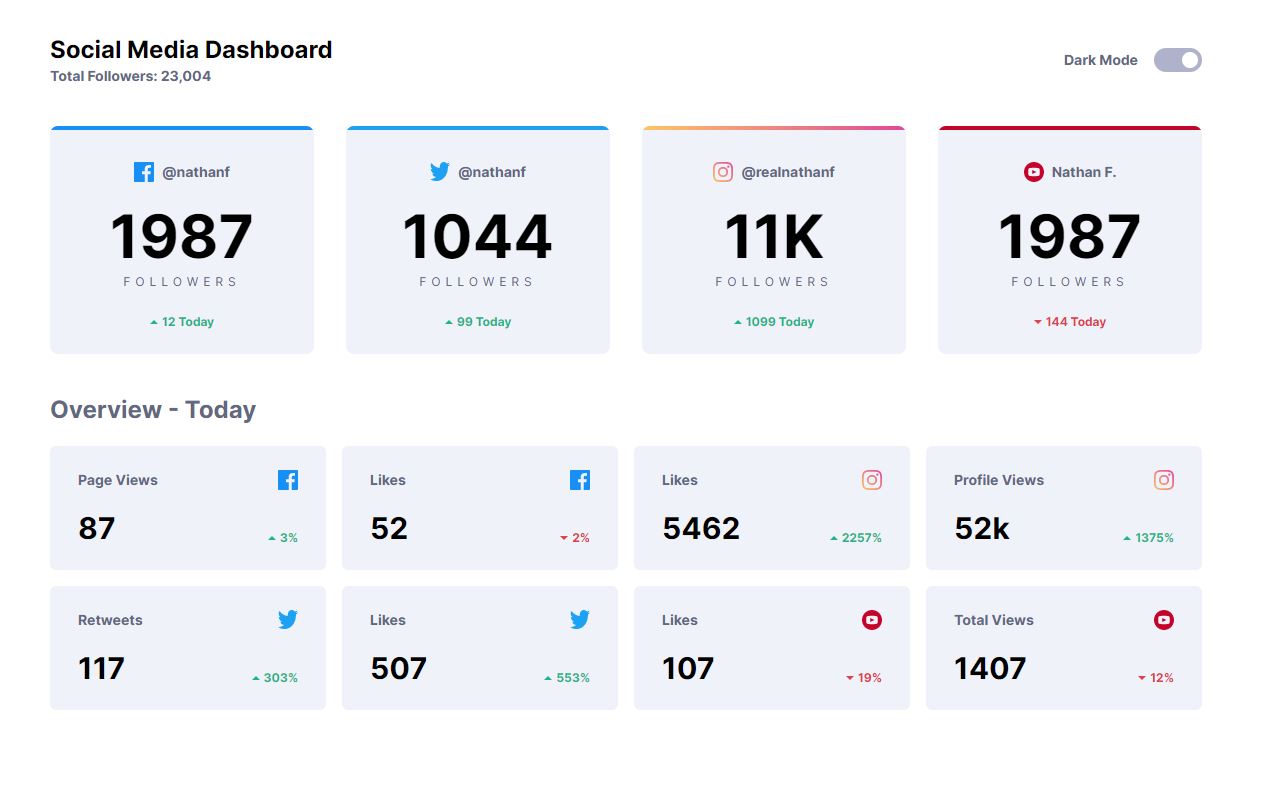 Social Media Dashboard
Total Followers: 23,004
Dark Mode
@nathanf
1987
FOLLOWERS
12 Today
@nathanf
1044
FOLLOWERS
99 Today
@realnathanf
11K
FOLLOWERS
1099 Today
Nathan F.
1987
FOLLOWERS
144 Today
Overview - Today
Page Views
87
3%
Likes
52
2%
Likes
5462
2257%
Profile Views
52k
1375%
Retweets
117
303%
Likes
507
553%
Likes
107
19%
Total Views
1407
12%